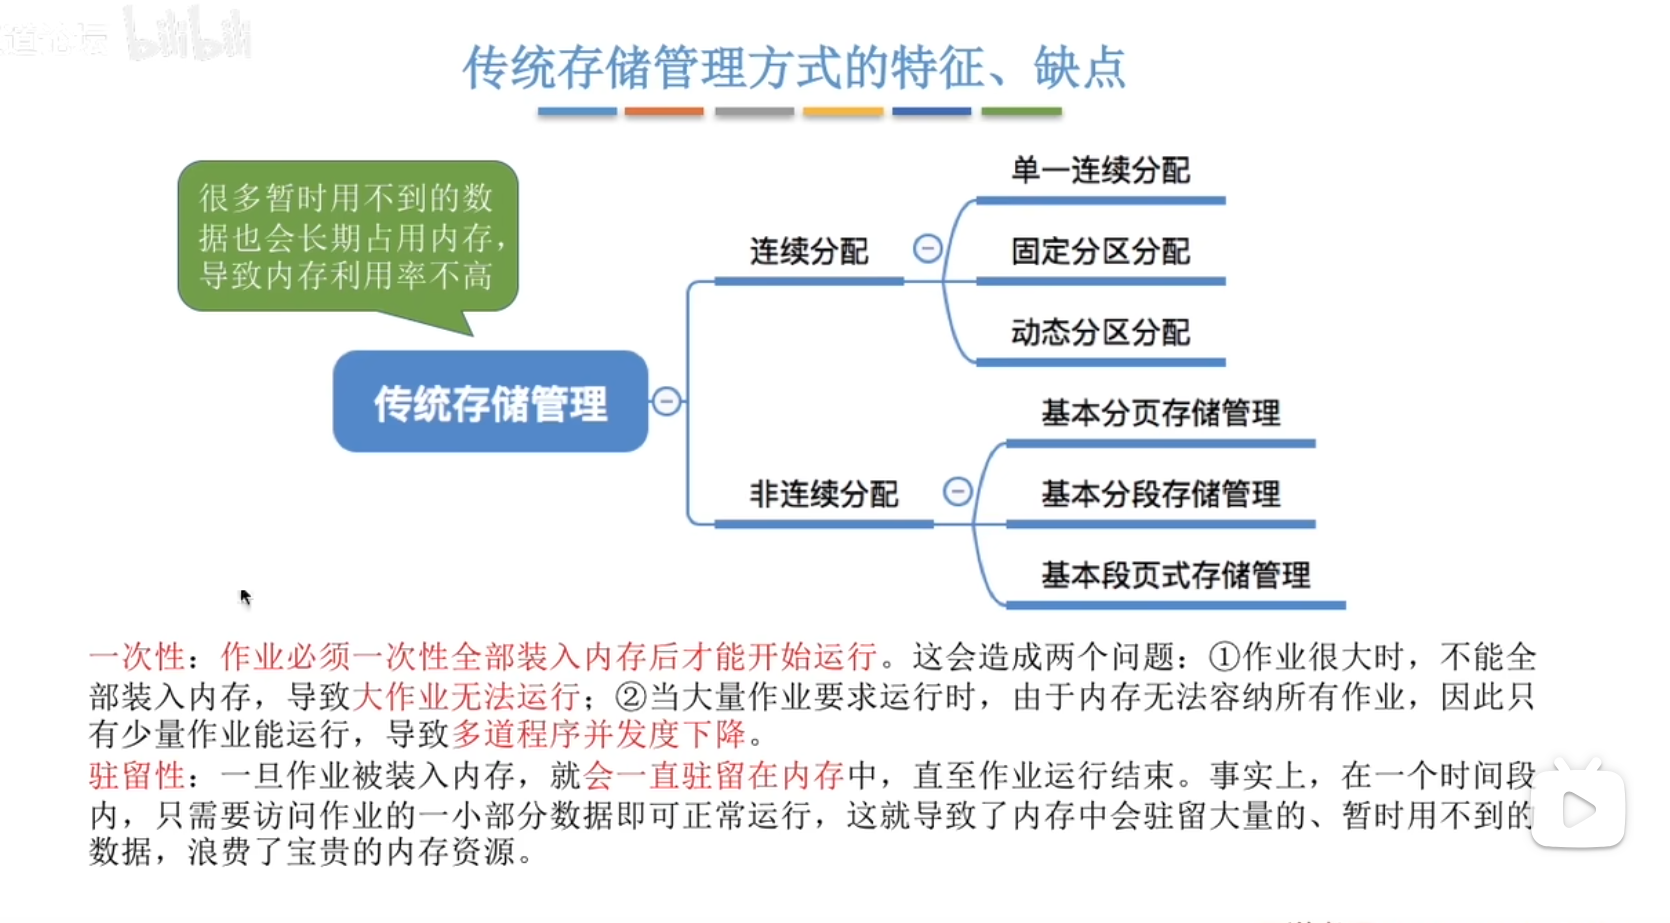 bilibili
传统存储管理方式的特征、缺点
很多暂时用不到的数
据也会长期占用内存，
导致内存利用率不高
传统存储管理
连续分配
单一连续分配
固定分区分配
动态分区分配
非连续分配
基本分页存储管理
基本分段存储管理
基本段页式存储管理
一次性：作业必须一次性全部装入内存后才能开始运行。这会造成两个问题：①作业很大时，不能全
部装入内存，导致大作业无法运行；②当大量作业要求运行时，由于内存无法容纳所有作业，因此只
有少量作业能运行，导致多道程序并发度下降。
驻留性：一旦作业被装入内存，就会一直驻留在内存中，直至作业运行结束。事实上，在一个时间段
内，只需要访问作业的一小部分数据即可正常运行，这就导致了内存中会驻留大量的、暂时用不到的
数据，浪费了宝贵的内存资源。